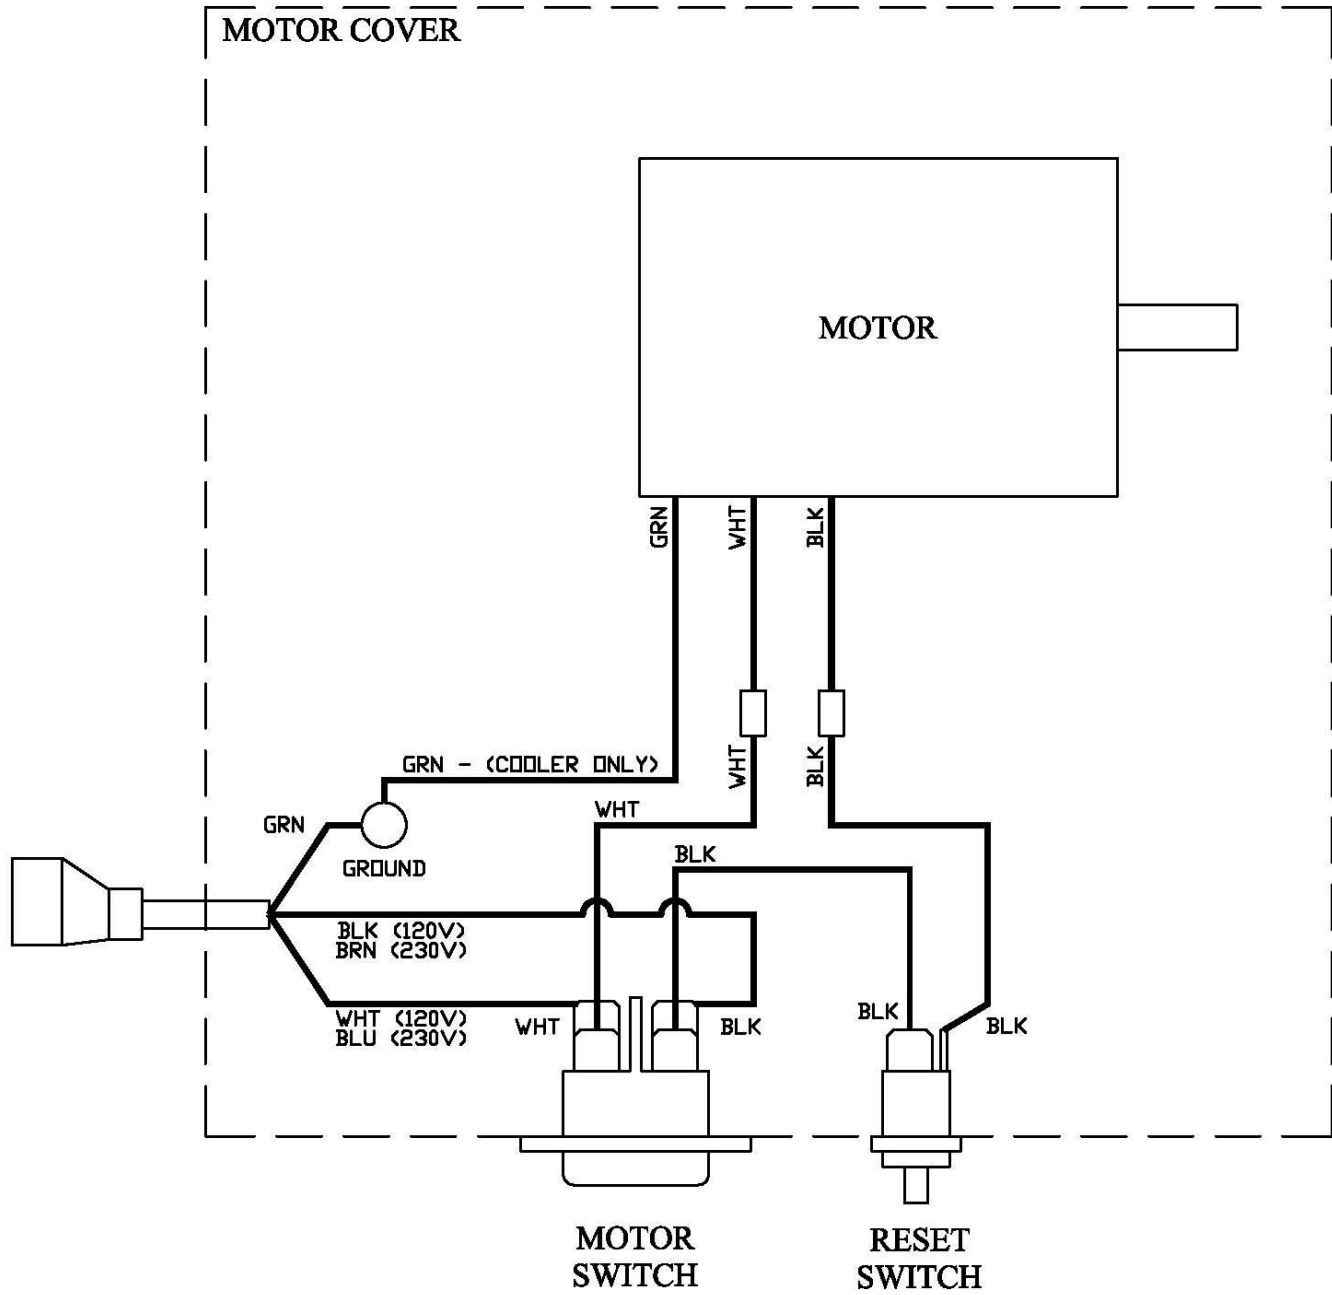 MOTOR COVER
MOTOR
GRN
WHT
BLK
GRN - (COOLER ONLY)
WHT
BLK
WHT
GRN
BLK
GROUND
BLK (120V)
BRN (230V)
WHT (120V)
BLU (230V)
WHT
BLK
BLK
BLK
MOTOR
SWITCH
RESET
SWITCH